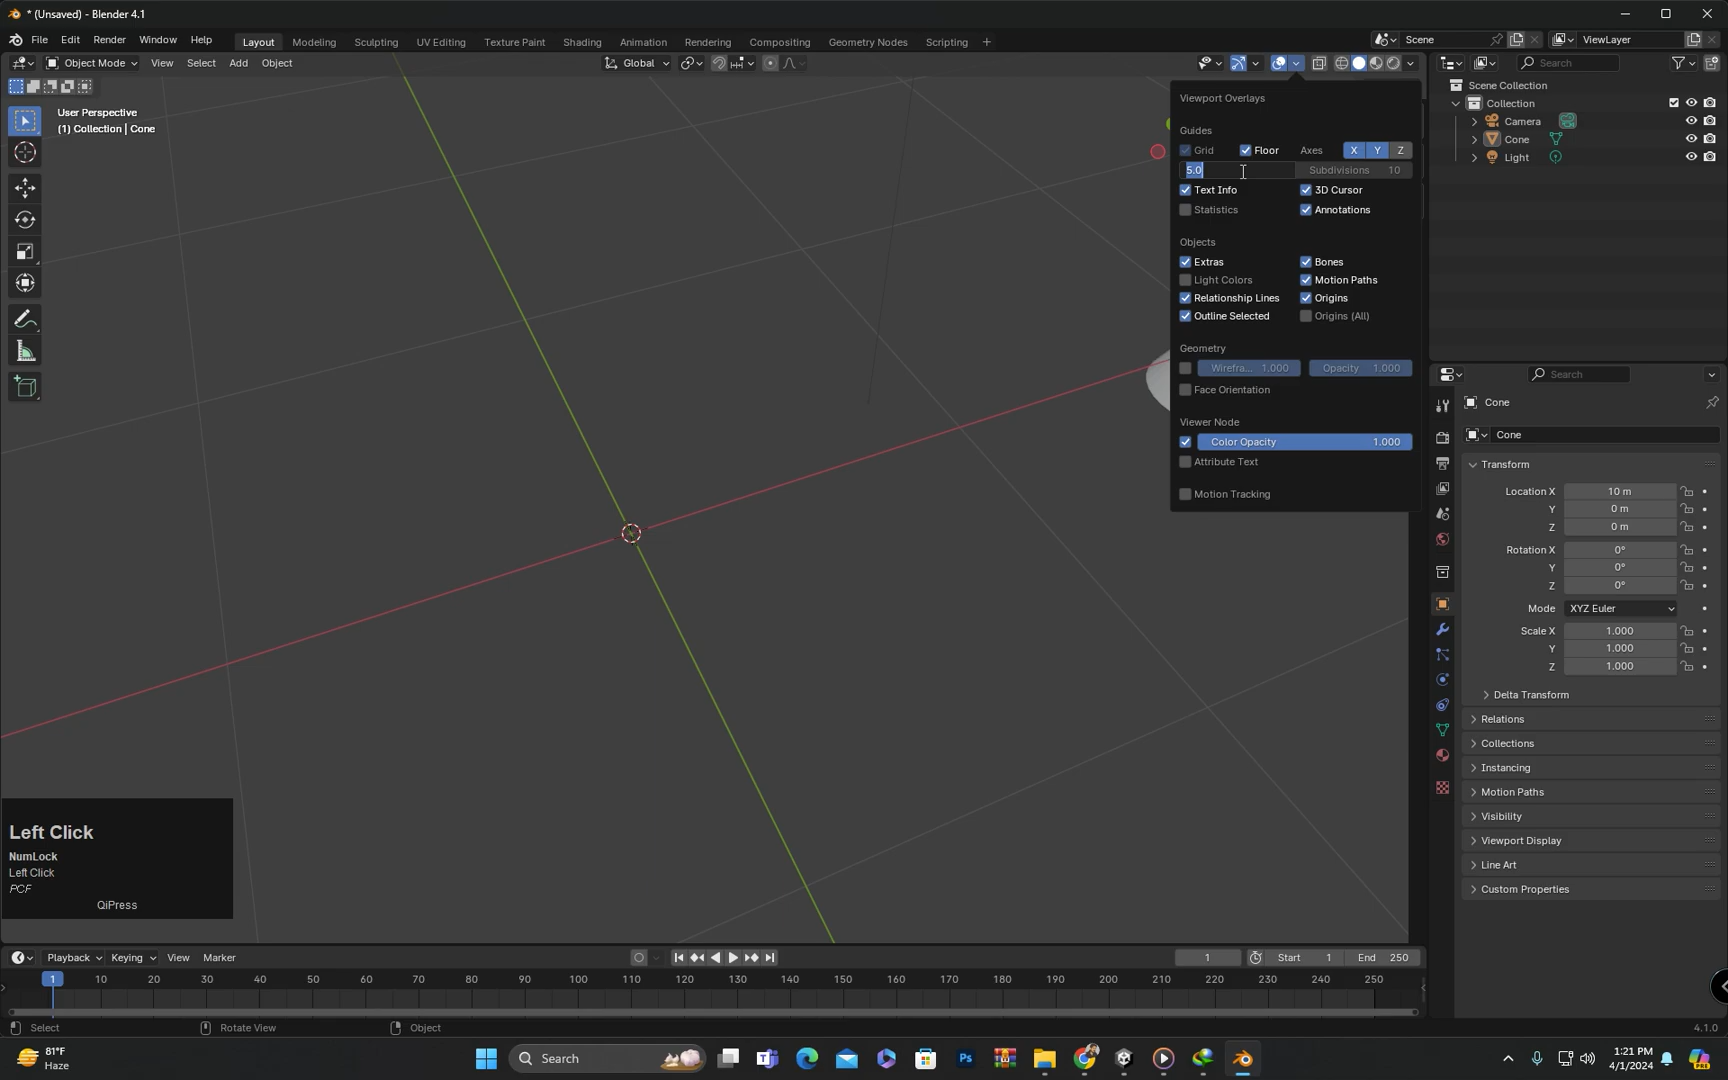 * (Unsaved) - Blender 4.1
File Edit Render Window Help Layout Modeling Sculpting UV Editing Texture Paint Shading Animation Rendering Compositing Geometry Nodes Scripting + Scene ViewLayer
Object Mode View Select Add Object Global Search
User Perspective
(1) Collection | Cone
Viewport Overlays
Guides
Grid Floor Axes X Y Z
5.0 Subdivisions 10
Text Info 3D Cursor
Statistics Annotations
Objects
Extras Bones
Light Colors Motion Paths
Relationship Lines Origins
Outline Selected Origins (All)
Geometry
Wirefra... 1.000 Opacity 1.000
Face Orientation
Viewer Node
Color Opacity 1.000
Attribute Text
Motion Tracking
Scene Collection
Collection
Camera
Cone
Light
Search
Cone
Cone
Transform
Location X 10 m
Y 0 m
Z 0 m
Rotation X 0°
Y 0°
Z 0°
Mode XYZ Euler
Scale X 1.000
Y 1.000
Z 1.000
Delta Transform
Relations
Collections
Instancing
Motion Paths
Visibility
Viewport Display
Line Art
Custom Properties
Left Click
NumLock
Left Click
PCF
QiPress
Playback Keying View Marker 1 Start 1 End 250
1 10 20 30 40 50 60 70 80 90 100 110 120 130 140 150 160 170 180 190 200 210 220 230 240 250
Select Rotate View Object 4.1.0
81°F
Haze
Search
1:21 PM
4/1/2024